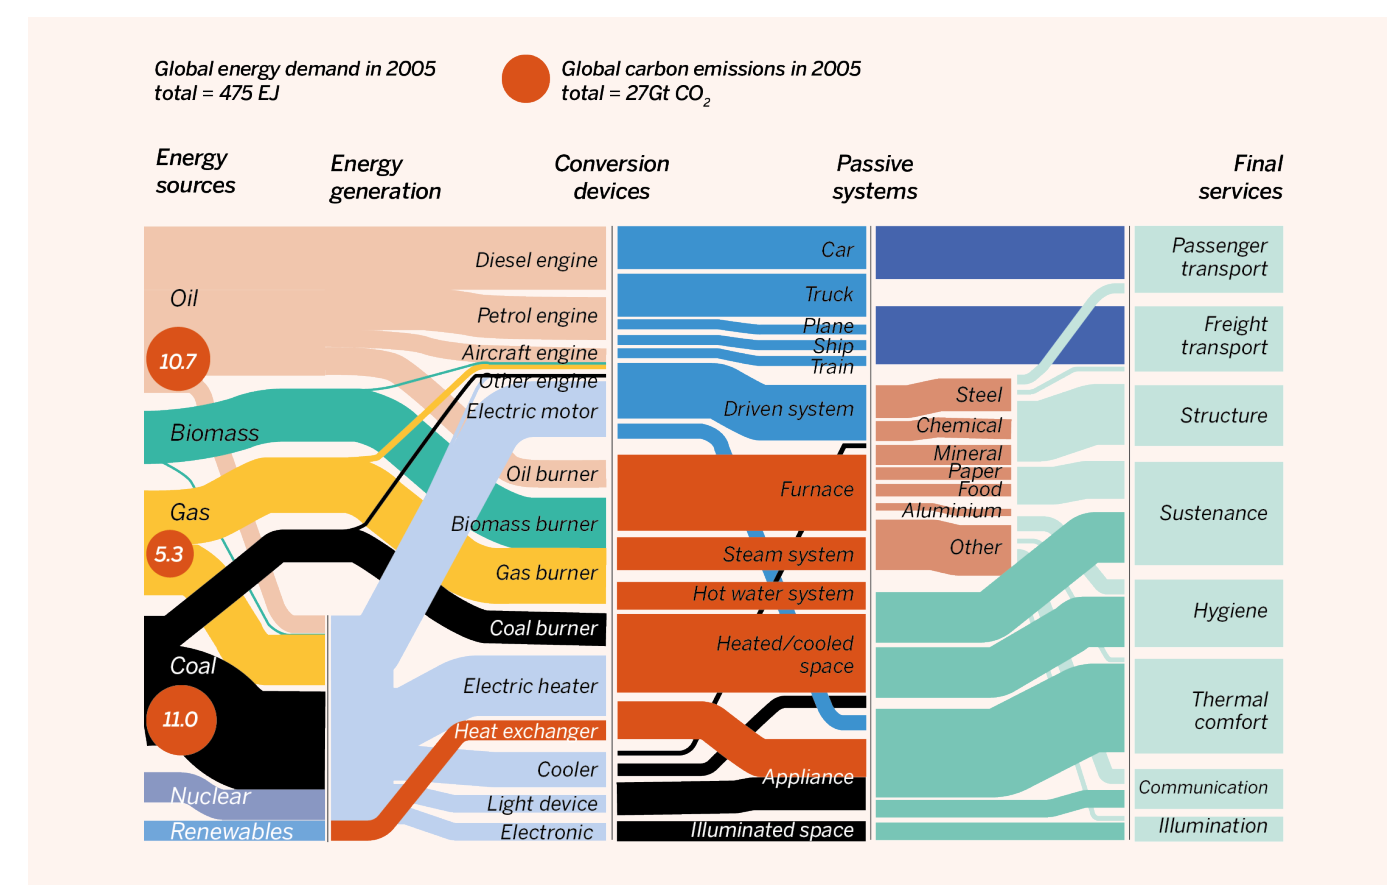 Global energy demand in 2005
total = 475 EJ
Global carbon emissions in 2005
total = 27Gt CO2
Energy
sources
Energy
generation
Conversion
devices
Passive
systems
Final
services
Oil
10.7
Biomass
Gas
5.3
Coal
11.0
Nuclear
Renewables
Diesel engine
Petrol engine
Aircraft engine
Other engine
Electric motor
Oil burner
Biomass burner
Gas burner
Coal burner
Electric heater
Heat exchanger
Cooler
Light device
Electronic
Car
Truck
Plane
Ship
Train
Driven system
Furnace
Steam system
Hot water system
Heated/cooled
space
Appliance
Illuminated space
Steel
Chemical
Mineral
Paper
Food
Aluminium
Other
Passenger
transport
Freight
transport
Structure
Sustenance
Hygiene
Thermal
comfort
Communication
Illumination